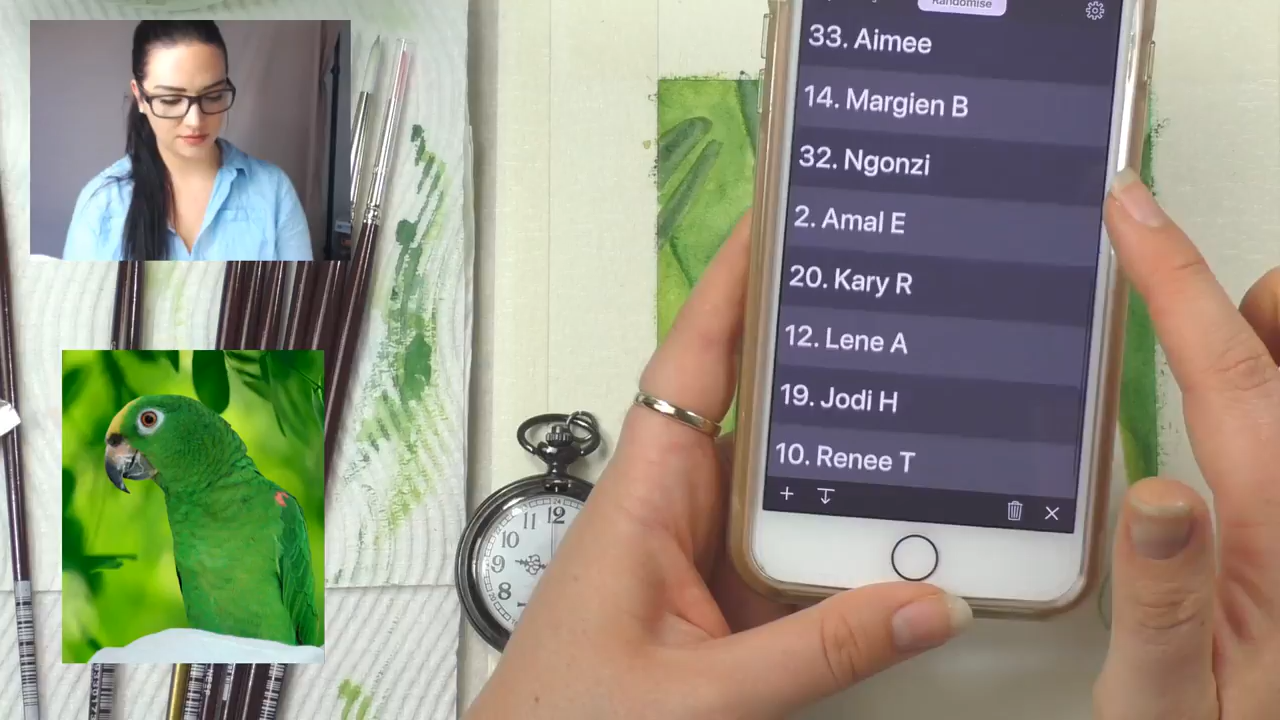 Randomise
33. Aimee
14. Margien B
32. Ngonzi
2. Amal E
20. Kary R
12. Lene A
19. Jodi H
10. Renee T
11 12
10
9
8